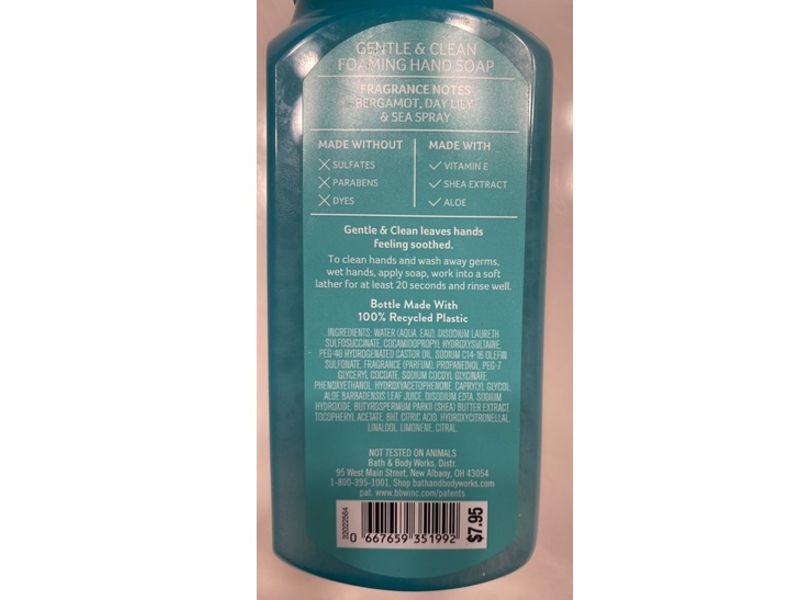 GENTLE & CLEAN
FOAMING HAND SOAP
FRAGRANCE NOTES
BERGAMOT, DAY LILY
& SEA SPRAY
MADE WITHOUT
SULFATES
PARABENS
DYES
MADE WITH
VITAMIN E
SHEA EXTRACT
ALOE
Gentle & Clean leaves hands
feeling soothed.
To clean hands and wash away germs,
wet hands, apply soap, work into a soft
lather for at least 20 seconds and rinse well.
Bottle Made With
100% Recycled Plastic
INGREDIENTS: WATER (AQUA, EAU), DISODIUM LAURETH
SULFOSUCCINATE, COCAMIDOPROPYL HYDROXYSULTAINE,
PEG-40 HYDROGENATED CASTOR OIL, SODIUM C14-16 OLEFIN
SULFONATE, FRAGRANCE (PARFUM), PROPANEDIOL, PEG-7
GLYCERYL COCOATE, SODIUM COCOYL GLYCINATE,
PHENOXYETHANOL, HYDROXYACETOPHENONE, CAPRYLYL GLYCOL,
ALOE BARBADENSIS LEAF JUICE, DISODIUM EDTA, SODIUM
HYDROXIDE, BUTYROSPERMUM PARKII (SHEA) BUTTER EXTRACT,
TOCOPHERYL ACETATE, BHT, CITRIC ACID, HYDROXYCITRONELLAL,
LINALOOL, LIMONENE, CITRAL.
NOT TESTED ON ANIMALS
Bath & Body Works, Distr.
95 West Main Street, New Albany, OH 43054
1-800-395-1001, Shop bathandbodyworks.com
pat. www.bbwinc.com/patents
32022564
0 667659 351992
$7.95